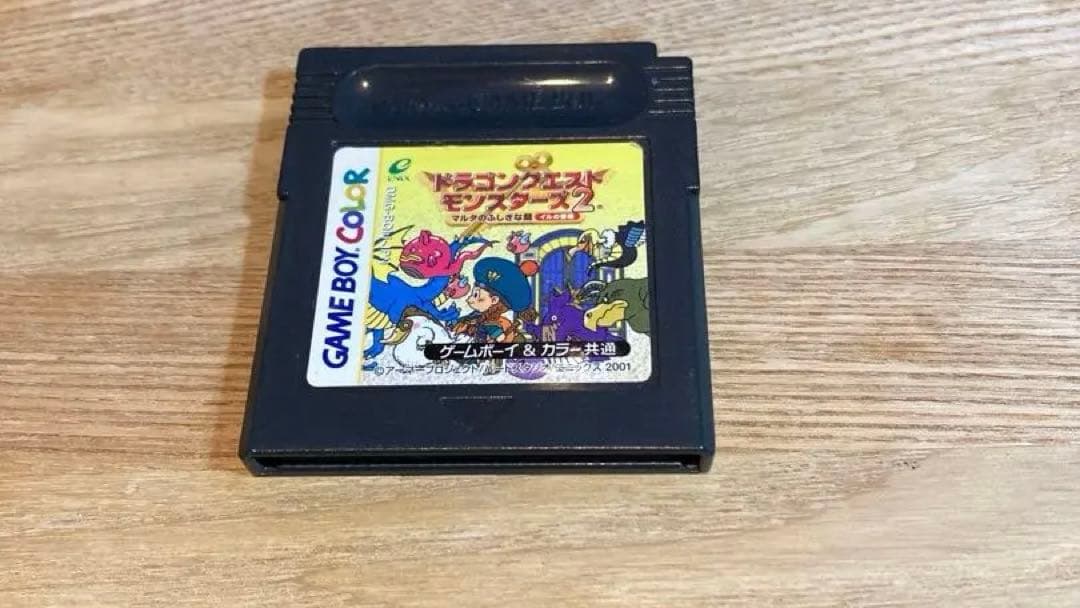 GAME BOY COLOR
ENIX
ドラゴンクエスト
モンスターズ2
マルタのふしぎな鍵 イルの冒険
ゲームボーイ & カラー共通
2001